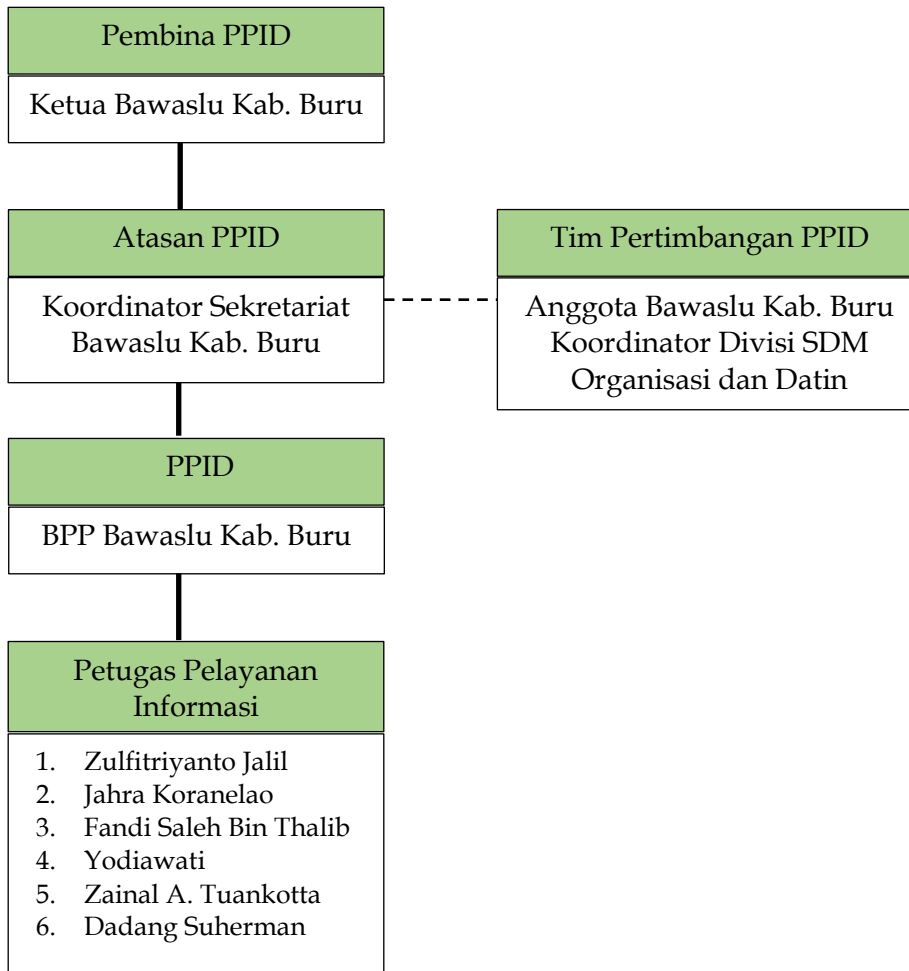 Pembina PPID
Ketua Bawaslu Kab. Buru
Atasan PPID
Koordinator Sekretariat
Bawaslu Kab. Buru
Tim Pertimbangan PPID
Anggota Bawaslu Kab. Buru
Koordinator Divisi SDM
Organisasi dan Datin
PPID
BPP Bawaslu Kab. Buru
Petugas Pelayanan
Informasi
1. Zulfitriyanto Jalil
2. Jahra Koranelao
3. Fandi Saleh Bin Thalib
4. Yodiawati
5. Zainal A. Tuankotta
6. Dadang Suherman